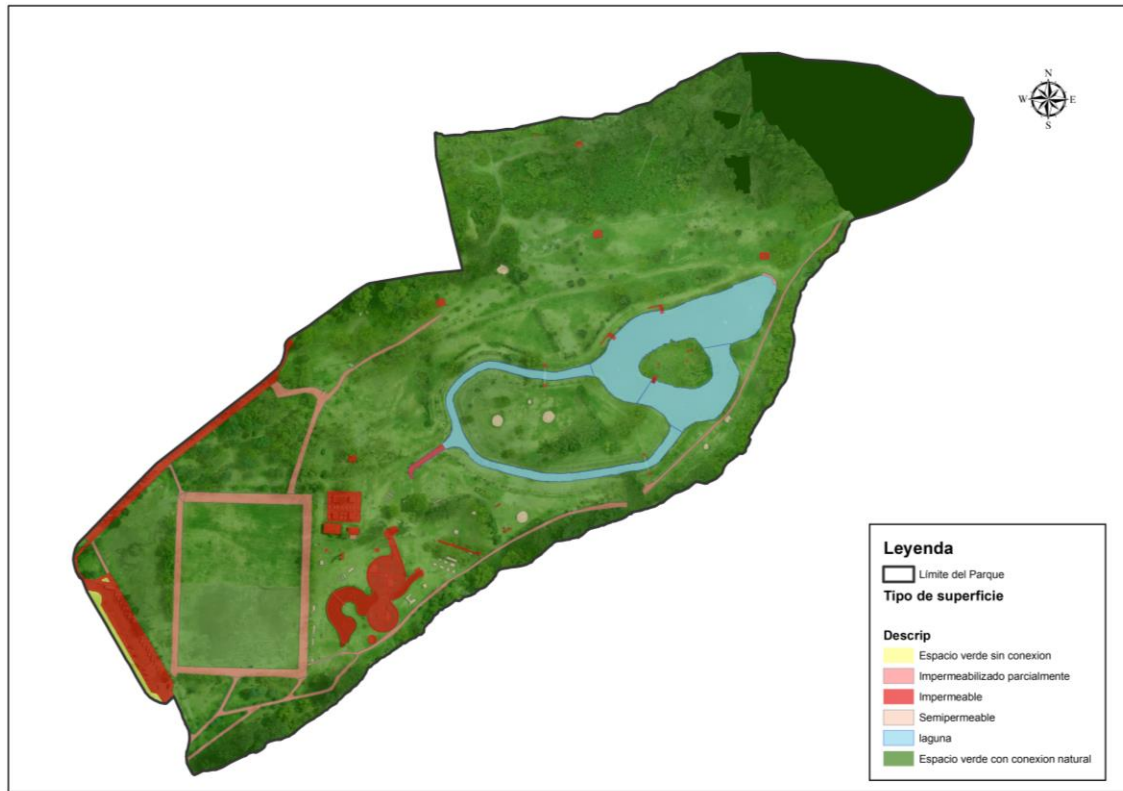 N
W E
S
Leyenda
Límite del Parque
Tipo de superficie
Descrip
Espacio verde sin conexion
Impermeabilizado parcialmente
Impermeable
Semipermeable
laguna
Espacio verde con conexion natural